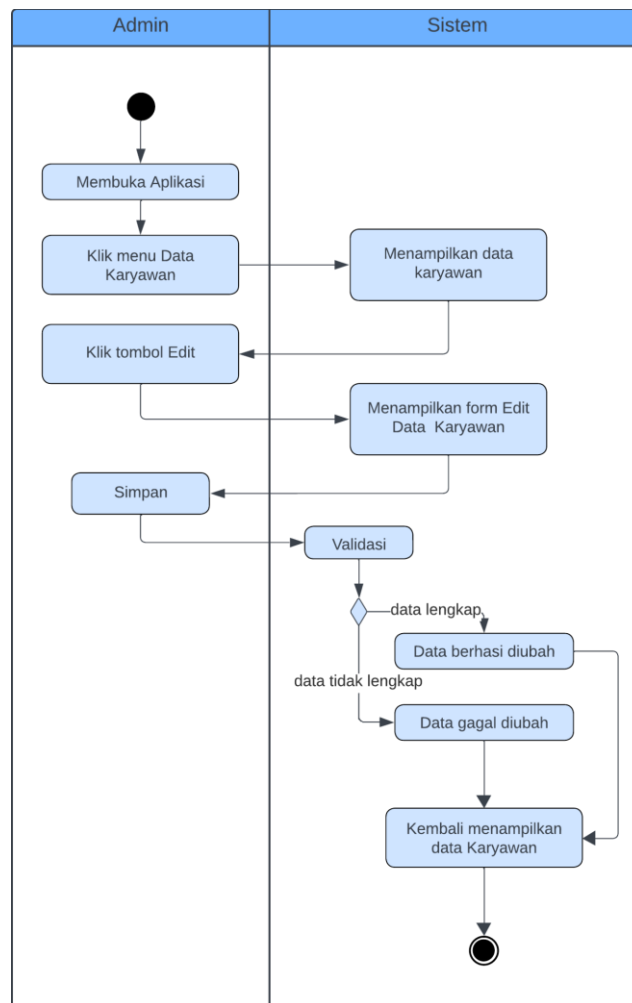 Admin
Sistem
Membuka Aplikasi
Klik menu Data
Karyawan
Menampilkan data
karyawan
Klik tombol Edit
Menampilkan form Edit
Data Karyawan
Simpan
Validasi
data lengkap
Data berhasi diubah
data tidak lengkap
Data gagal diubah
Kembali menampilkan
data Karyawan